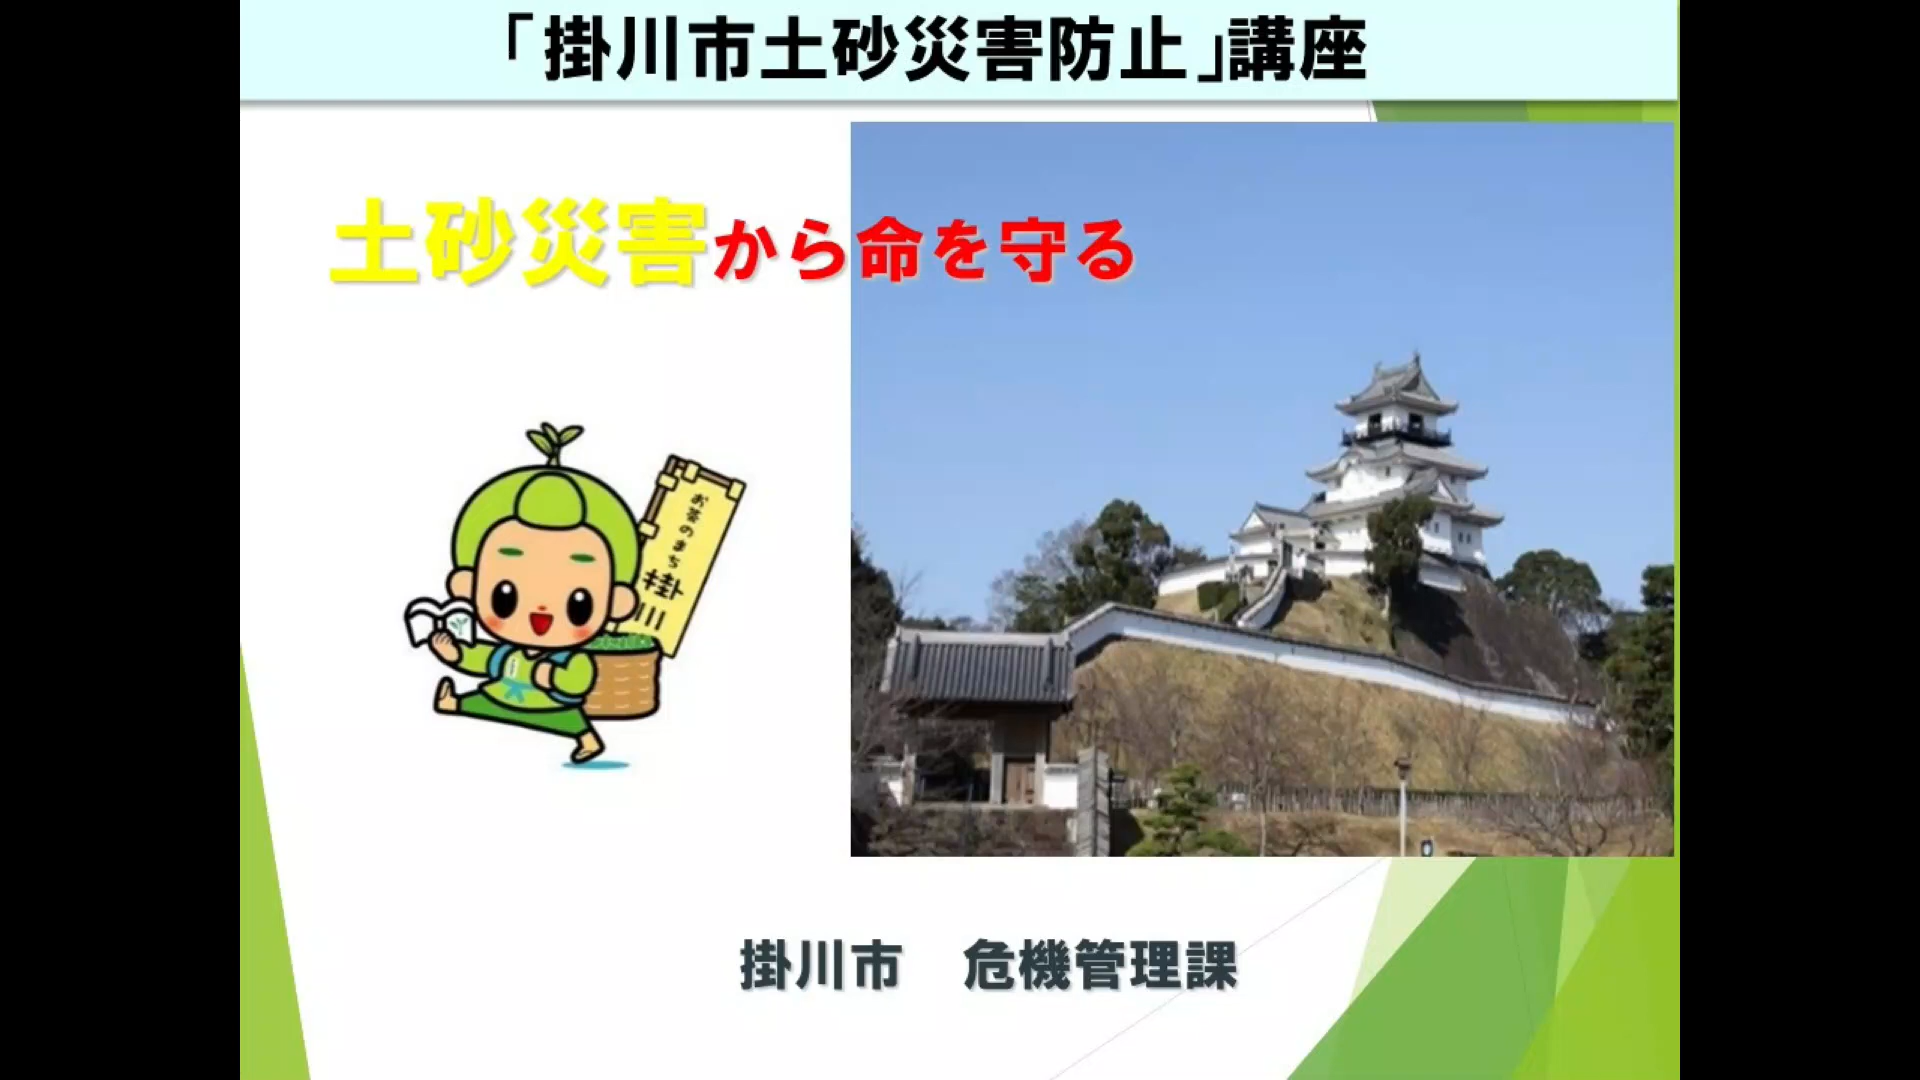 「掛川市土砂災害防止」講座
土砂災害から命を守る
お茶のまち
掛川
掛川市　危機管理課